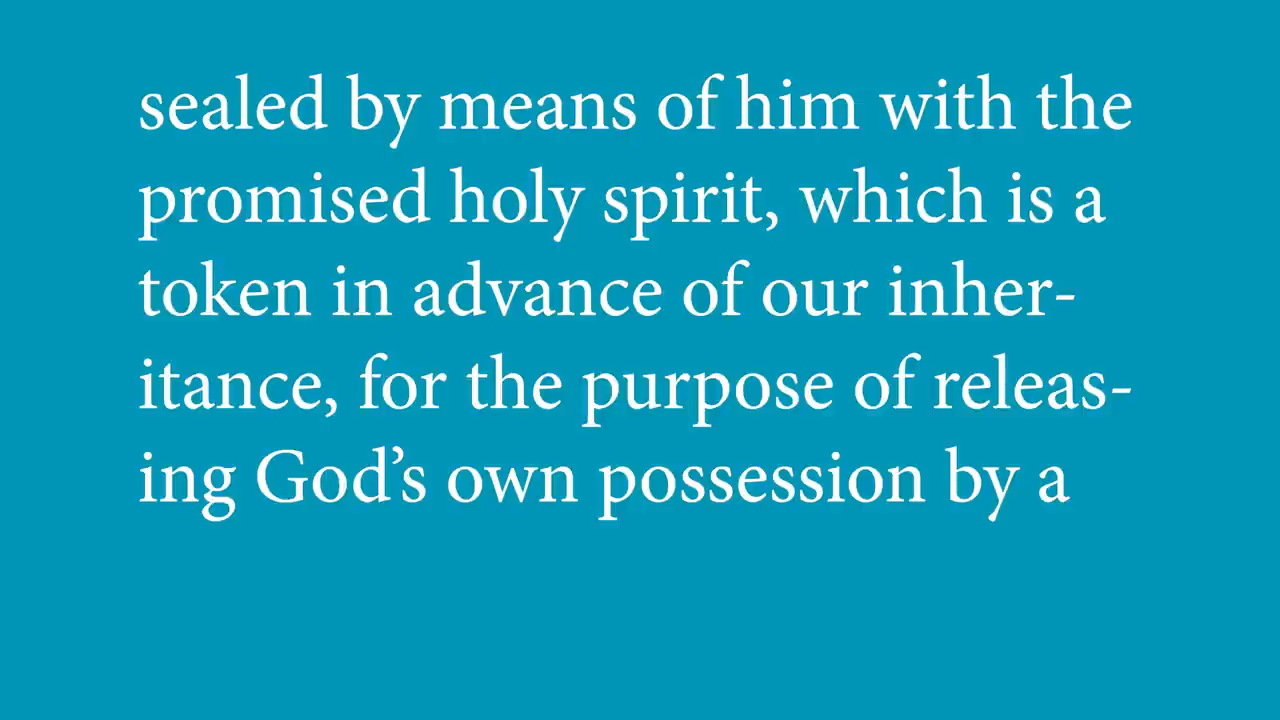 sealed by means of him with the
promised holy spirit, which is a
token in advance of our inher-
itance, for the purpose of releas-
ing God’s own possession by a